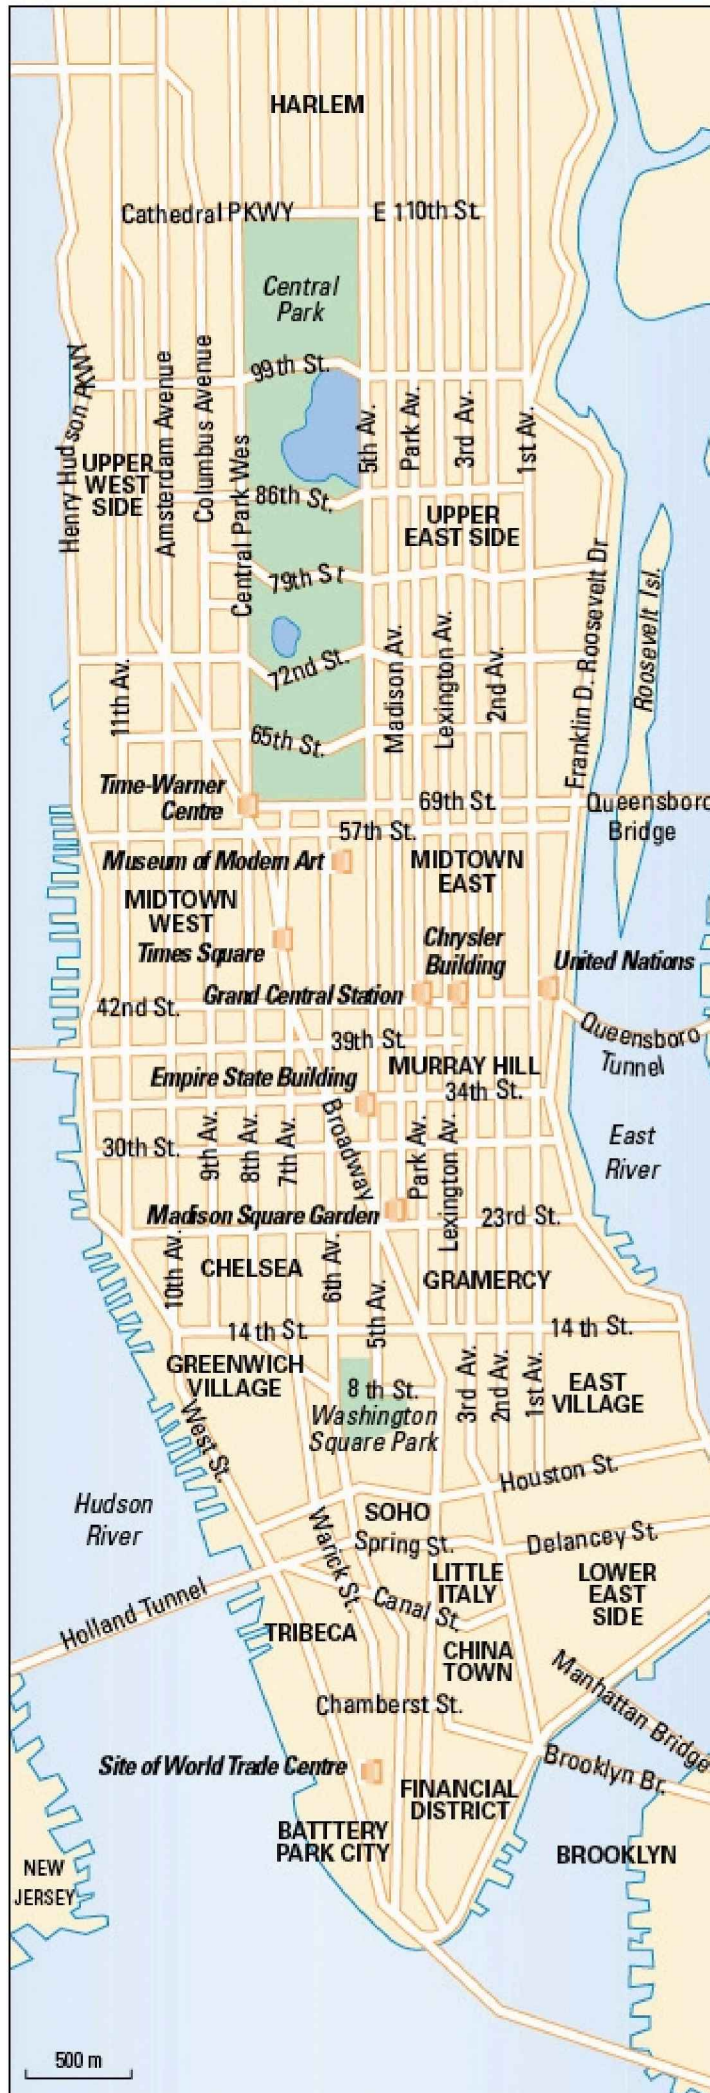 HARLEM
Cathedral PKWY
E 110th St.
Central
Park
99th St.
Henry Hudson PKWY
Amsterdam Avenue
Columbus Avenue
Central Park Wes
5th Av.
Park Av.
3rd Av.
1st Av.
UPPER
WEST
SIDE
86th St.
UPPER
EAST SIDE
79th St
Franklin D. Roosevelt Dr
Roosevelt Isl.
72nd St.
11th Av.
Madison Av.
Lexington Av.
2nd Av.
65th St.
Time-Warner
Centre
69th St.
Queensboro
Bridge
57th St.
Museum of Modern Art
MIDTOWN
EAST
MIDTOWN
WEST
Times Square
Chrysler
Building
United Nations
Grand Central Station
42nd St.
Queensboro
Tunnel
39th St.
MURRAY HILL
Empire State Building
34th St.
Broadway
30th St.
9th Av.
8th Av.
7th Av.
Park Av.
Lexington Av.
East
River
Madison Square Garden
23rd St.
10th Av.
CHELSEA
6th Av.
5th Av.
GRAMERCY
14 th St.
14 th St.
GREENWICH
VILLAGE
8 th St.
Washington
Square Park
3rd Av.
2nd Av.
1st Av.
EAST
VILLAGE
West St.
Houston St.
Hudson
River
SOHO
Warick St.
Spring St.
Delancey St.
LITTLE
ITALY
LOWER
EAST
SIDE
Holland Tunnel
Canal St.
TRIBECA
CHINA
TOWN
Manhattan Bridge
Chamberst St.
Brooklyn Br.
Site of World Trade Centre
FINANCIAL
DISTRICT
BATTTERY
PARK CITY
BROOKLYN
NEW
JERSEY
500 m